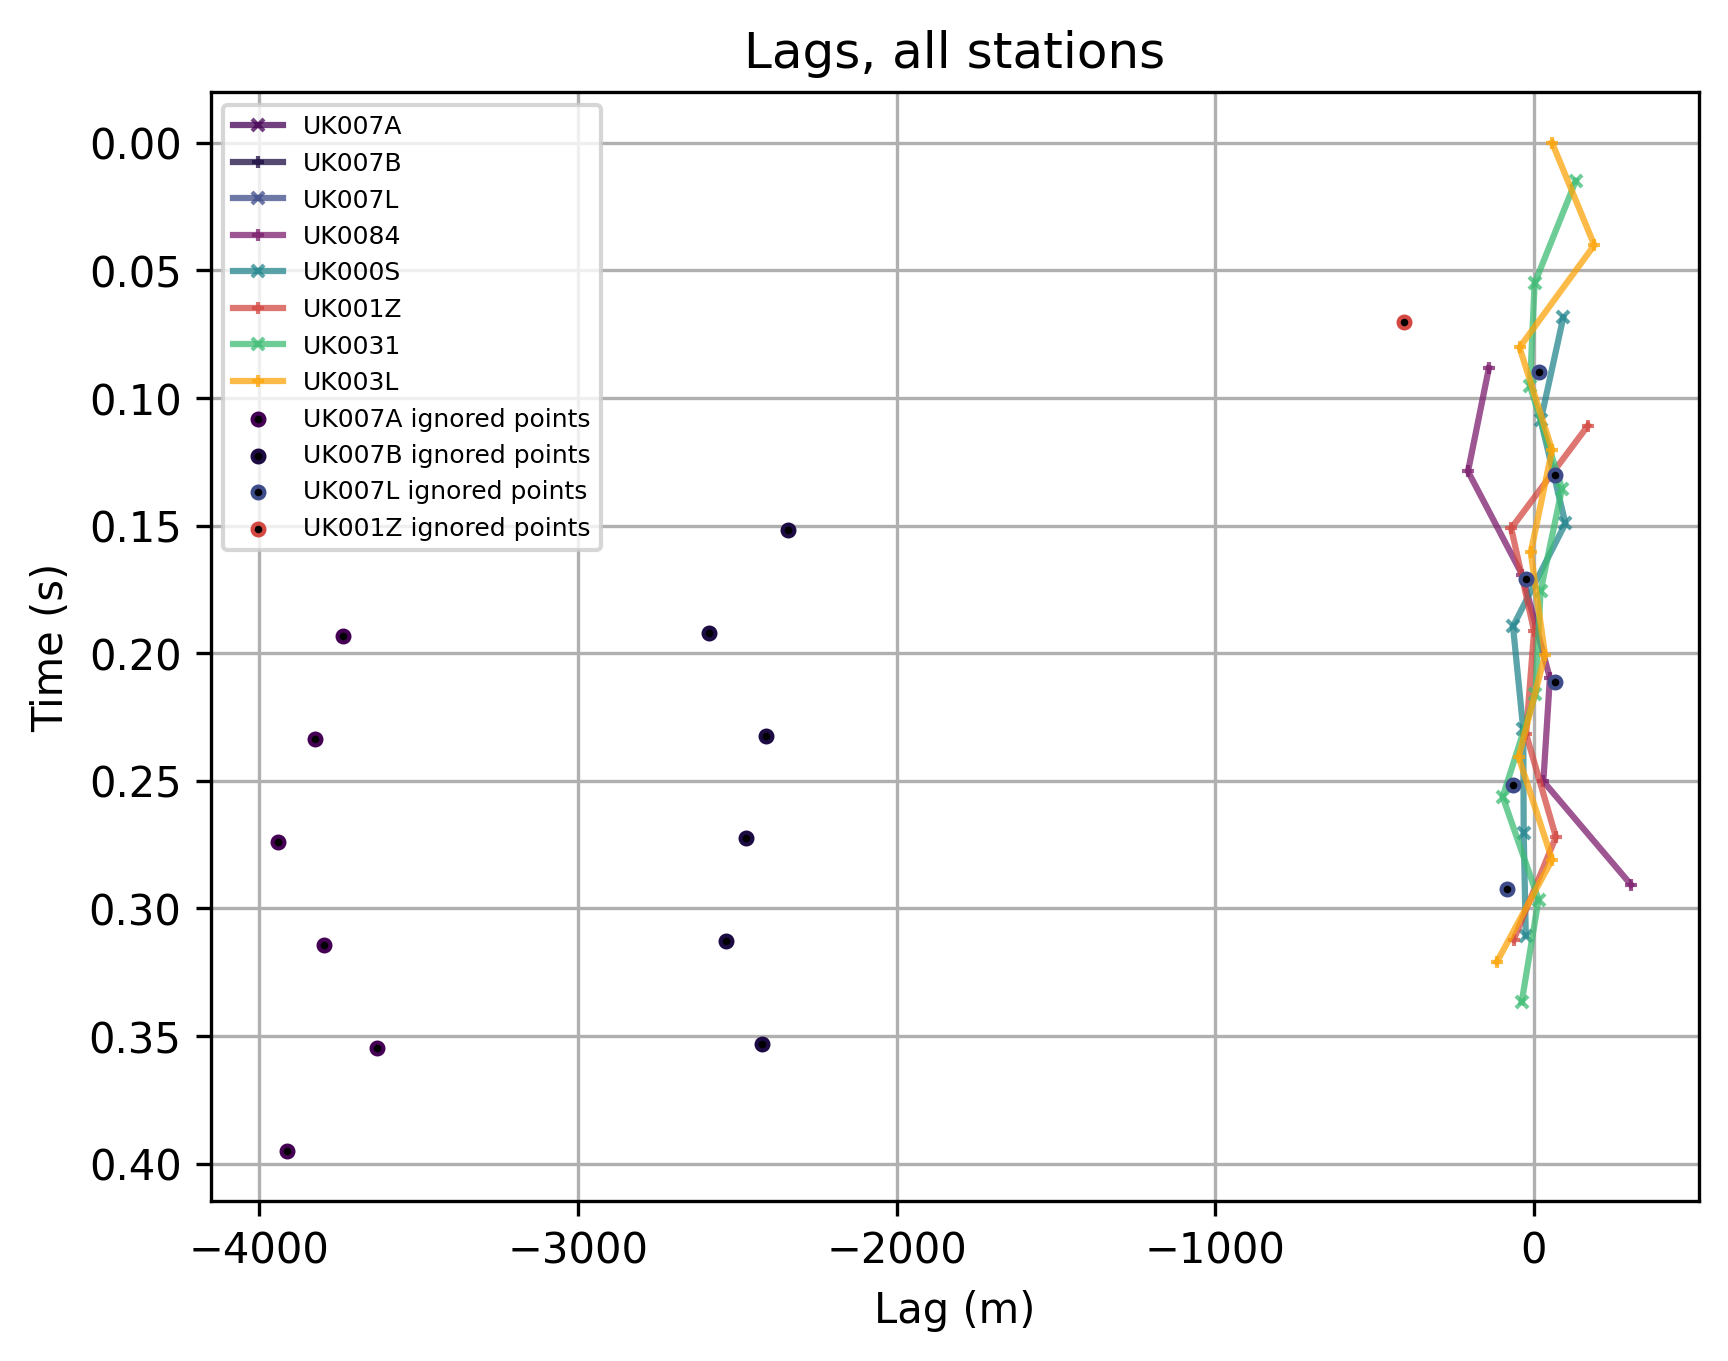 Lags, all stations
UK007A
UK007B
UK007L
UK0084
UK000S
UK001Z
UK0031
UK003L
UK007A ignored points
UK007B ignored points
UK007L ignored points
UK001Z ignored points
0.00
0.05
0.10
0.15
0.20
0.25
0.30
0.35
0.40
Time (s)
−4000 −3000 −2000 −1000 0
Lag (m)